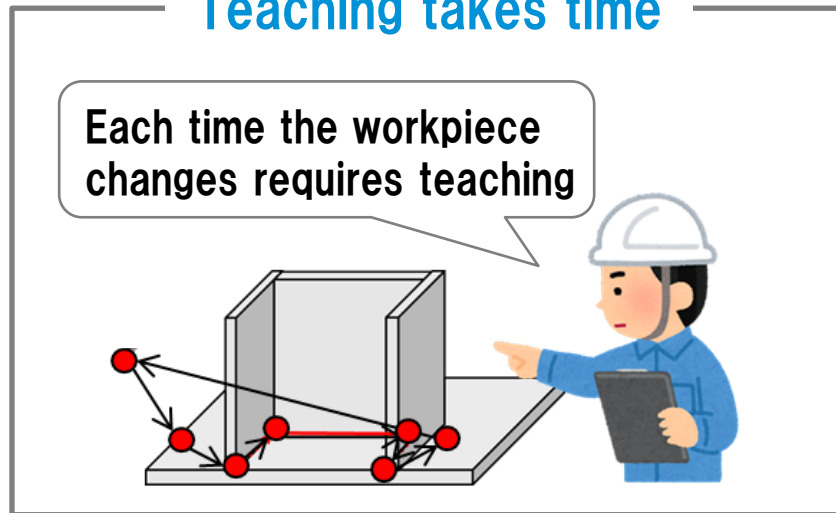 Teaching takes time
Each time the workpiece
changes requires teaching